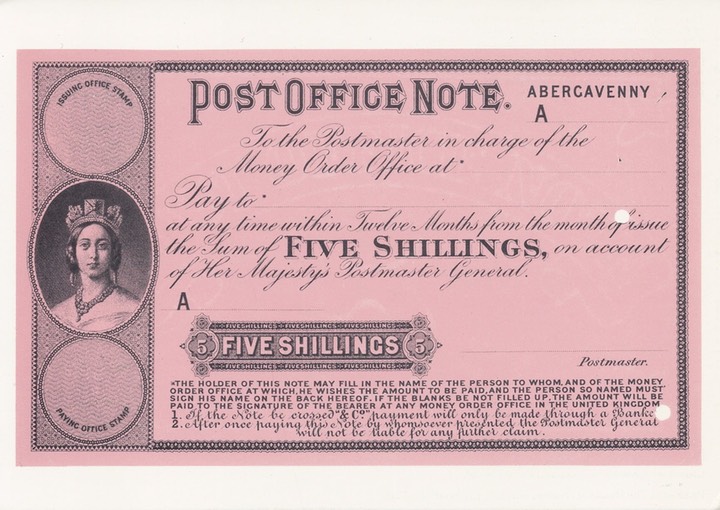 ISSUING OFFICE STAMP
POST OFFICE NOTE.
ABERGAVENNY
A
To the Postmaster in charge of the
Money Order Office at*
Pay to*
at any time within Twelve Months from the month of issue
the Sum of FIVE SHILLINGS, on account
of Her Majesty's Postmaster General.
A
FIVE SHILLINGS FIVE SHILLINGS FIVE SHILLINGS
5 FIVE SHILLINGS 5
FIVE SHILLINGS FIVE SHILLINGS FIVE SHILLINGS
Postmaster.
PAYING OFFICE STAMP
*THE HOLDER OF THIS NOTE MAY FILL IN THE NAME OF THE PERSON TO WHOM, AND OF THE MONEY
ORDER OFFICE AT WHICH, HE WISHES THE AMOUNT TO BE PAID, AND THE PERSON SO NAMED MUST
SIGN HIS NAME ON THE BACK HEREOF. IF THE BLANKS BE NOT FILLED UP, THE AMOUNT WILL BE
PAID TO THE SIGNATURE OF THE BEARER AT ANY MONEY ORDER OFFICE IN THE UNITED KINGDOM
1. If the Note be crossed "& Co" payment will only be made through a Banke
2. After once paying this Note by whomsoever presented the Postmaster General
will not be liable for any further claim.